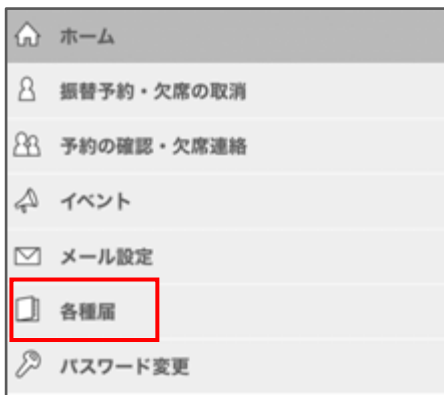 ホーム
振替予約・欠席の取消
予約の確認・欠席連絡
イベント
メール設定
各種届
パスワード変更